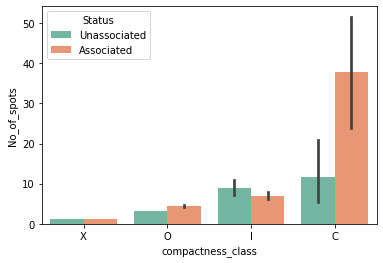 Status
Unassociated
Associated
50
40
30
20
10
0
No_of_spots
X O I C
compactness_class